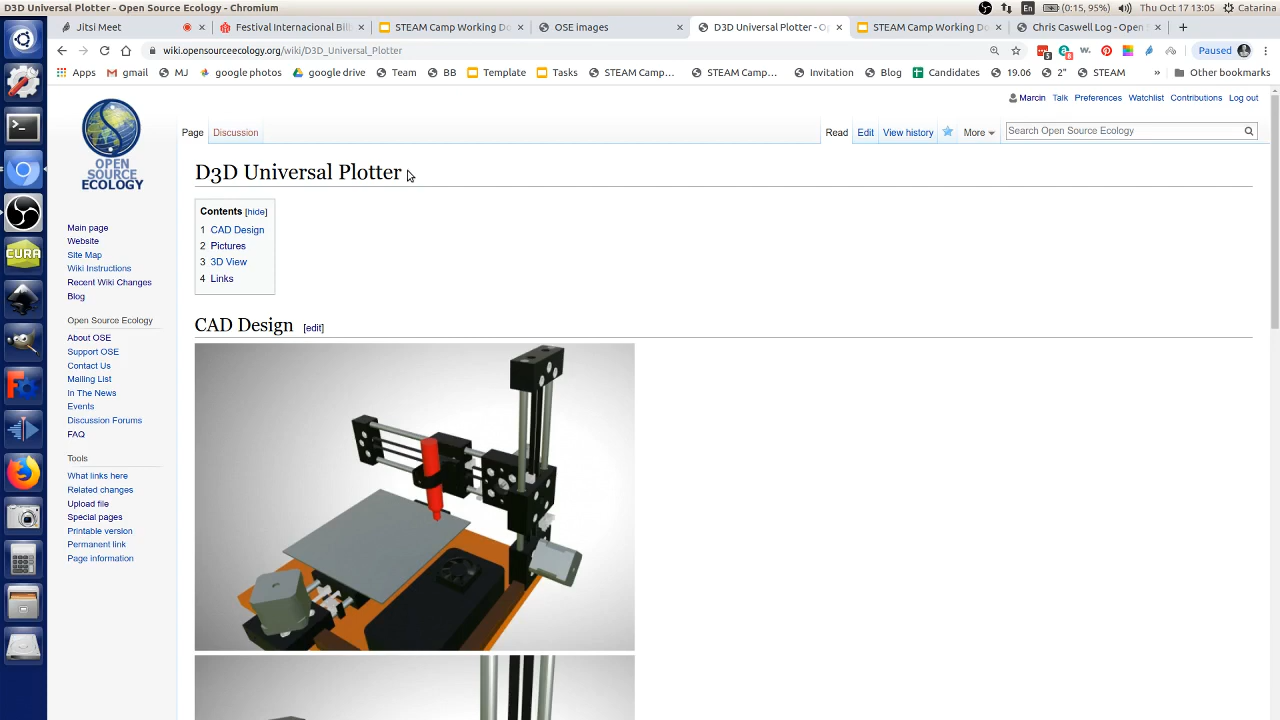 D3D Universal Plotter - Open Source Ecology - Chromium
En
(0:15, 95%)
Thu Oct 17 13:05
Catarina
Jitsi Meet
Festival Internacional Bill
STEAM Camp Working Do
OSE Images
D3D Universal Plotter - O
STEAM Camp Working Do
Chris Caswell Log - Open
wiki.opensourceecology.org/wiki/D3D_Universal_Plotter
Paused
Apps
gmail
MJ
google photos
google drive
Team
BB
Template
Tasks
STEAM Camp...
STEAM Camp...
Invitation
Blog
Candidates
19.06
2"
STEAM
»
Other bookmarks
Marcin
Talk
Preferences
Watchlist
Contributions
Log out
Page
Discussion
Read
Edit
View history
More
Search Open Source Ecology
OPEN
SOURCE
ECOLOGY
Main page
Website
Site Map
Wiki Instructions
Recent Wiki Changes
Blog
Open Source Ecology
About OSE
Support OSE
Contact Us
Mailing List
In The News
Events
Discussion Forums
FAQ
Tools
What links here
Related changes
Upload file
Special pages
Printable version
Permanent link
Page information
D3D Universal Plotter
Contents [hide]
1 CAD Design
2 Pictures
3 3D View
4 Links
CAD Design [edit]
CURA